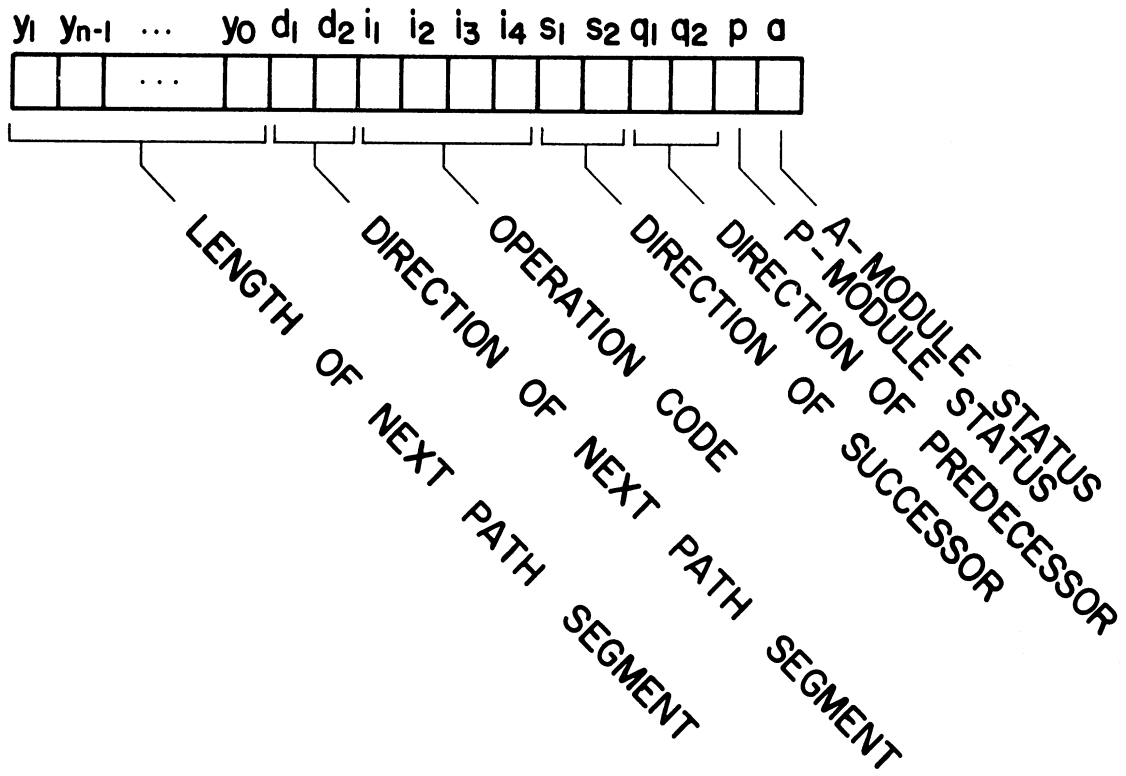 y1 yn-1 ... y0 d1 d2 i1 i2 i3 i4 s1 s2 q1 q2 p a
...
LENGTH OF NEXT PATH SEGMENT
DIRECTION OF NEXT PATH SEGMENT
OPERATION CODE
DIRECTION OF SUCCESSOR
DIRECTION OF PREDECESSOR
P-MODULE STATUS
A-MODULE STATUS